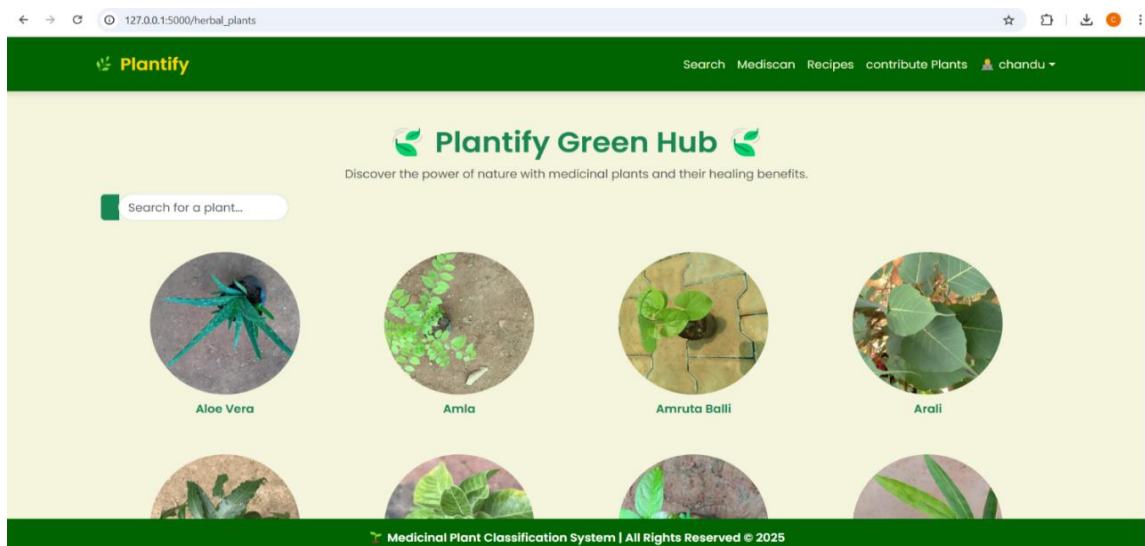 127.0.0.1:5000/herbal_plants
C
Plantify
Search Mediscan Recipes contribute Plants chandu
Plantify Green Hub
Discover the power of nature with medicinal plants and their healing benefits.
Search for a plant...
Aloe Vera Amla Amruta Balli Arali
Medicinal Plant Classification System | All Rights Reserved © 2025